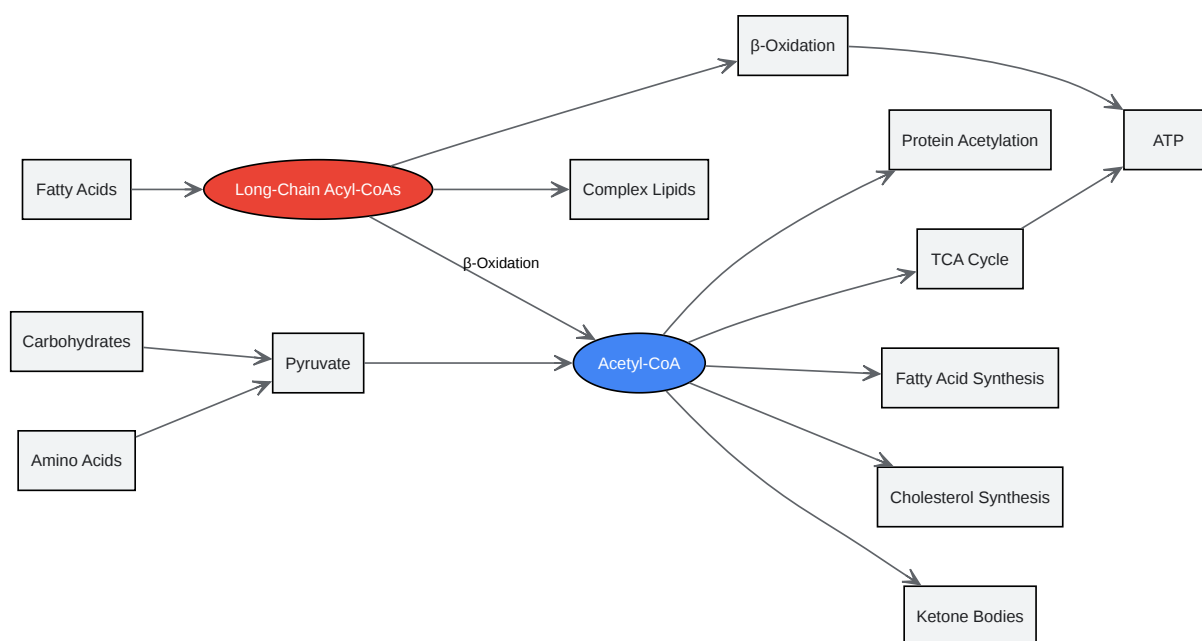 β-Oxidation
Protein Acetylation
ATP
Fatty Acids
Long-Chain Acyl-CoAs
Complex Lipids
β-Oxidation
TCA Cycle
Carbohydrates
Pyruvate
Acetyl-CoA
Fatty Acid Synthesis
Amino Acids
Cholesterol Synthesis
Ketone Bodies